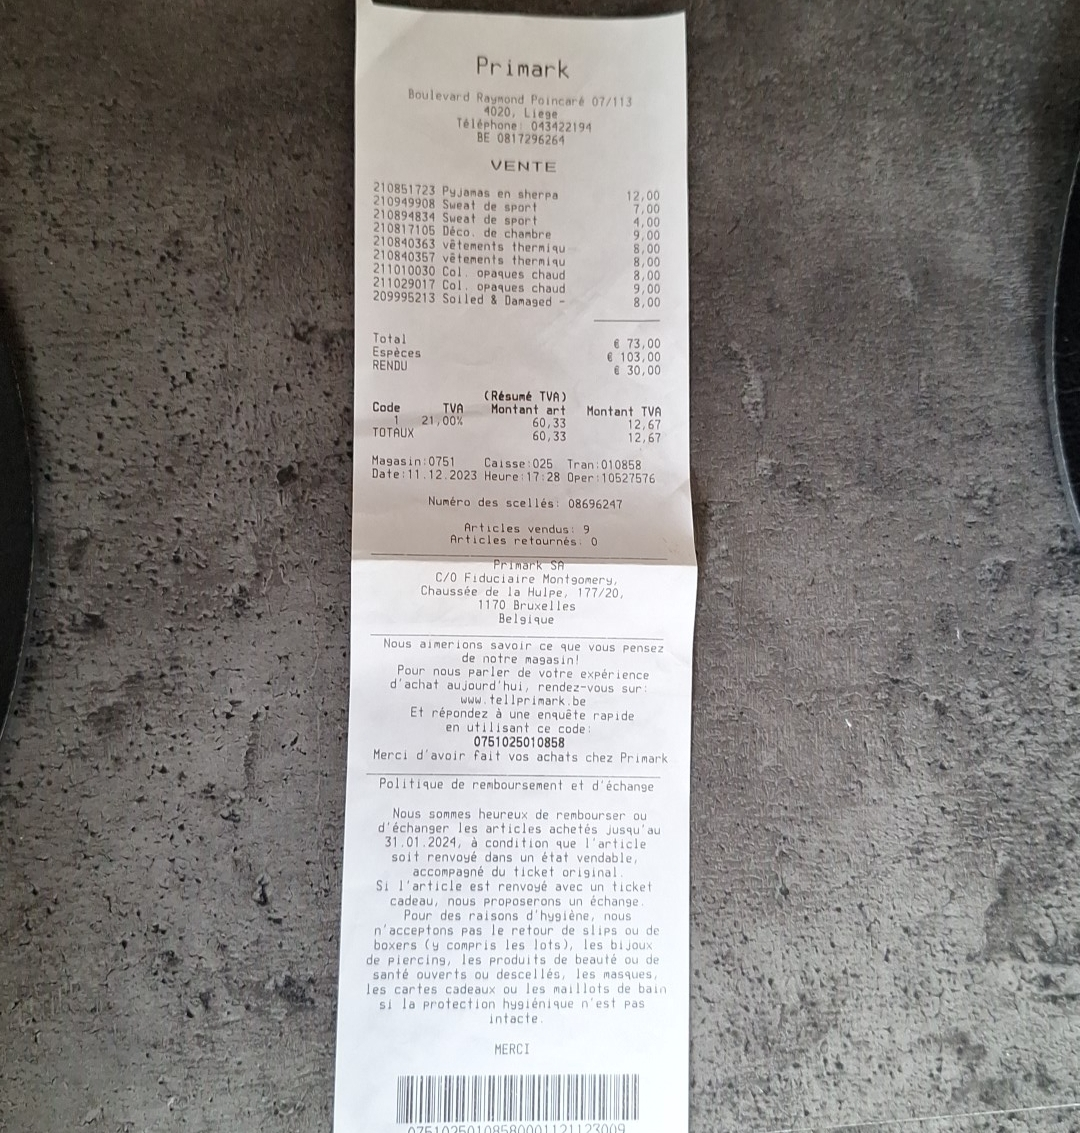 Primark
Boulevard Raymond Poincaré 07/113
4020, Liege
Téléphone: 043422194
BE 0817296264
VENTE
210851723 Pyjamas en sherpa 12,00
210949908 Sweat de sport 7,00
210894834 Sweat de sport 4,00
210817105 Déco. de chambre 9,00
210840363 vêtements thermiqu 8,00
210840357 vêtements thermiqu 8,00
211010030 Col. opaques chaud 8,00
211029017 Col. opaques chaud 9,00
209995213 Soiled & Damaged - 8,00
Total € 73,00
Espèces € 103,00
RENDU € 30,00
(Résumé TVA)
Code TVA Montant art Montant TVA
1 21,00% 60,33 12,67
TOTAUX 60,33 12,67
Magasin:0751 Caisse:025 Tran:010858
Date:11.12.2023 Heure:17:28 Oper:10527576
Numéro des scellés: 08696247
Articles vendus: 9
Articles retournés: 0
Primark SA
C/O Fiduciaire Montgomery,
Chaussée de la Hulpe, 177/20,
1170 Bruxelles
Belgique
Nous aimerions savoir ce que vous pensez
de notre magasin!
Pour nous parler de votre expérience
d'achat aujourd'hui, rendez-vous sur:
www.tellprimark.be
Et répondez à une enquête rapide
en utilisant ce code:
0751025010858
Merci d'avoir fait vos achats chez Primark
Politique de remboursement et d'échange
Nous sommes heureux de rembourser ou
d'échanger les articles achetés jusqu'au
31.01.2024, à condition que l'article
soit renvoyé dans un état vendable,
accompagné du ticket original.
Si l'article est renvoyé avec un ticket
cadeau, nous proposerons un échange.
Pour des raisons d'hygiène, nous
n'acceptons pas le retour de slips ou de
boxers (y compris les lots), les bijoux
de piercing, les produits de beauté ou de
santé ouverts ou descellés, les masques,
les cartes cadeaux ou les maillots de bain
si la protection hygiénique n'est pas
intacte.
MERCI
07510250108580001121123009